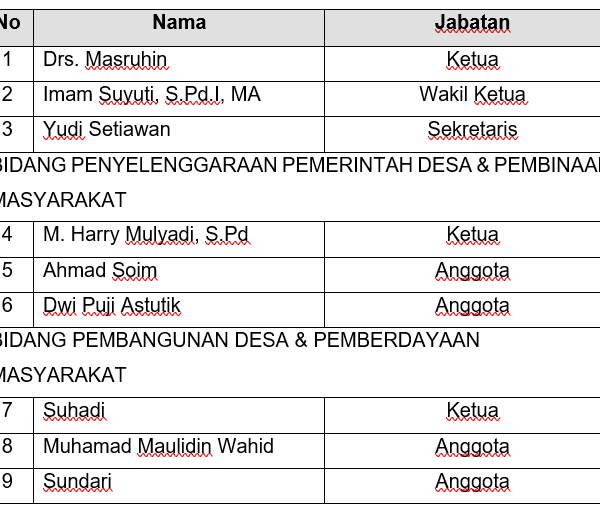 No Nama Jabatan
1 Drs. Masruhin Ketua
2 Imam Suyuti, S.Pd.I, MA Wakil Ketua
3 Yudi Setiawan Sekretaris
BIDANG PENYELENGGARAAN PEMERINTAH DESA & PEMBINAAN
MASYARAKAT
4 M. Harry Mulyadi, S.Pd Ketua
5 Ahmad Soim Anggota
6 Dwi Puji Astutik Anggota
BIDANG PEMBANGUNAN DESA & PEMBERDAYAAN
MASYARAKAT
7 Suhadi Ketua
8 Muhamad Maulidin Wahid Anggota
9 Sundari Anggota